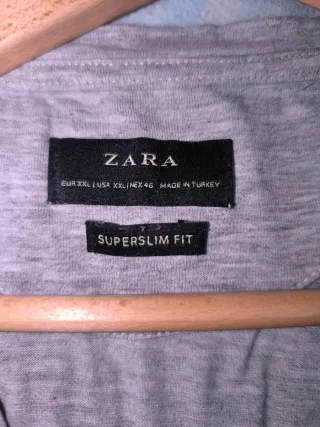 ZARA
EUR XXL | USA XXL | MEX 46 MADE IN TURKEY
SUPERSLIM FIT